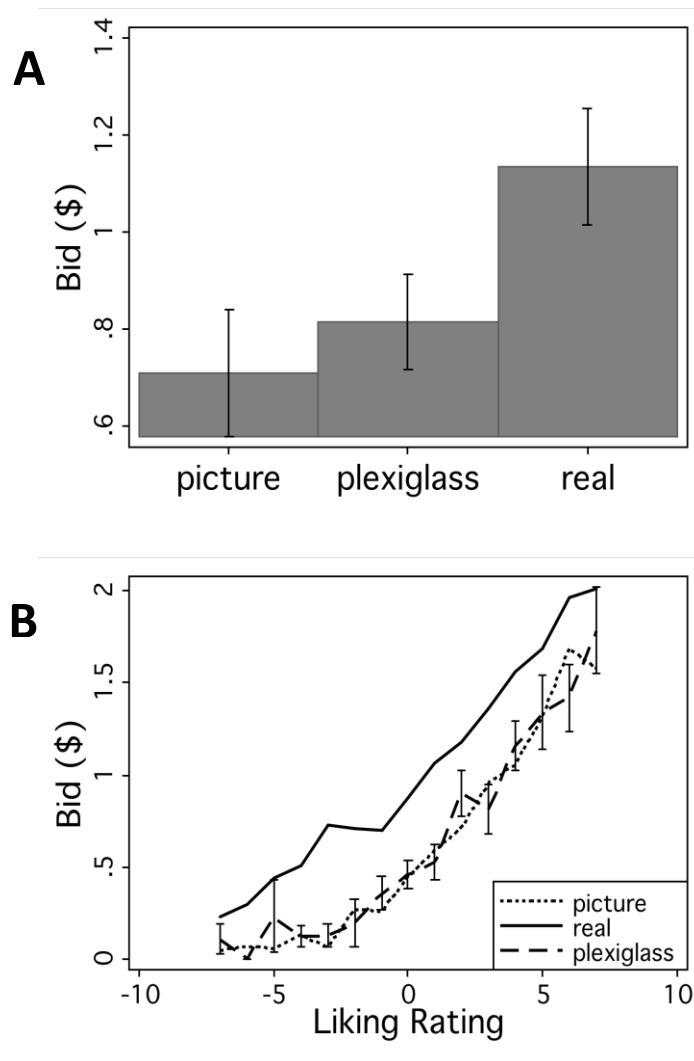 A
1.4
1.2
1
.8
.6
Bid ($)
picture plexiglass real
B
2
1.5
1
.5
0
Bid ($)
picture
real
plexiglass
-10 -5 0 5 10
Liking Rating